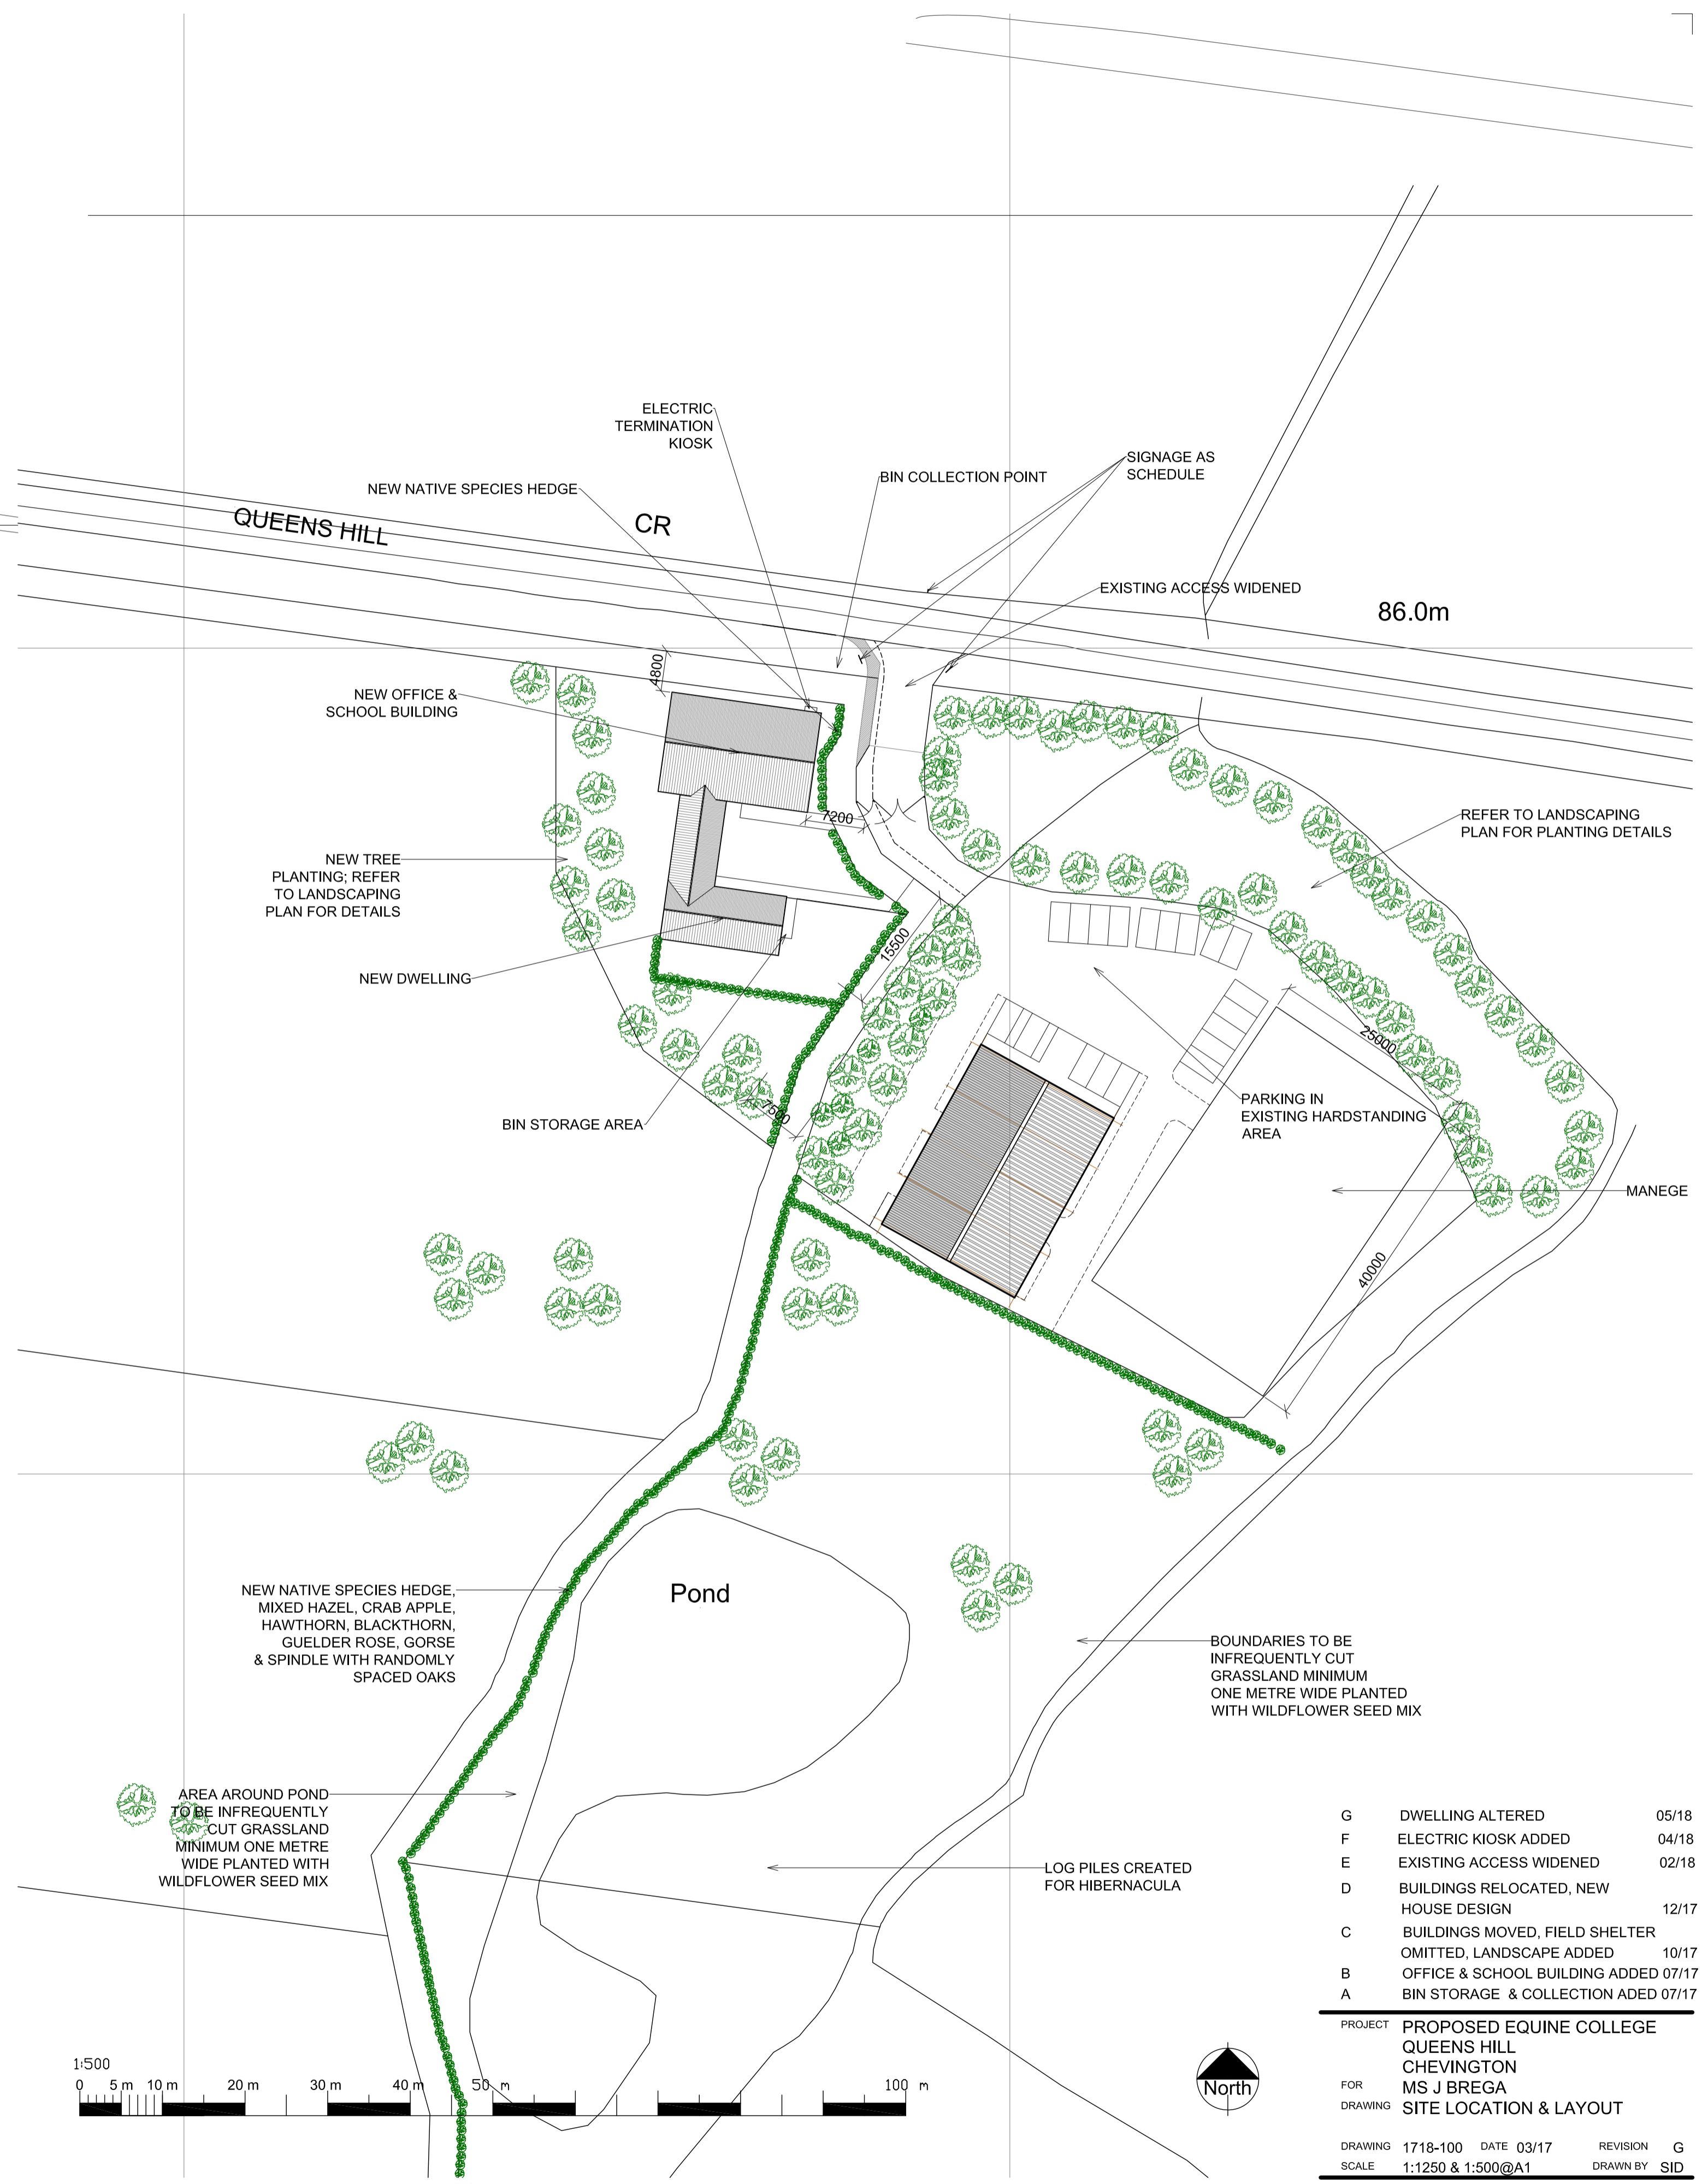 ELECTRIC
TERMINATION
KIOSK
SIGNAGE AS
SCHEDULE
BIN COLLECTION POINT
NEW NATIVE SPECIES HEDGE
QUEENS HILL
CR
EXISTING ACCESS WIDENED
86.0m
4800
NEW OFFICE &
SCHOOL BUILDING
7200
REFER TO LANDSCAPING
PLAN FOR PLANTING DETAILS
NEW TREE
PLANTING; REFER
TO LANDSCAPING
PLAN FOR DETAILS
15500
NEW DWELLING
25000
PARKING IN
EXISTING HARDSTANDING
AREA
7500
BIN STORAGE AREA
MANEGE
40000
Pond
NEW NATIVE SPECIES HEDGE,
MIXED HAZEL, CRAB APPLE,
HAWTHORN, BLACKTHORN,
GUELDER ROSE, GORSE
& SPINDLE WITH RANDOMLY
SPACED OAKS
BOUNDARIES TO BE
INFREQUENTLY CUT
GRASSLAND MINIMUM
ONE METRE WIDE PLANTED
WITH WILDFLOWER SEED MIX
AREA AROUND POND
TO BE INFREQUENTLY
CUT GRASSLAND
MINIMUM ONE METRE
WIDE PLANTED WITH
WILDFLOWER SEED MIX
LOG PILES CREATED
FOR HIBERNACULA
G DWELLING ALTERED 05/18
F ELECTRIC KIOSK ADDED 04/18
E EXISTING ACCESS WIDENED 02/18
D BUILDINGS RELOCATED, NEW
HOUSE DESIGN 12/17
C BUILDINGS MOVED, FIELD SHELTER
OMITTED, LANDSCAPE ADDED 10/17
B OFFICE & SCHOOL BUILDING ADDED 07/17
A BIN STORAGE & COLLECTION ADED 07/17
PROJECT PROPOSED EQUINE COLLEGE
QUEENS HILL
CHEVINGTON
FOR MS J BREGA
DRAWING SITE LOCATION & LAYOUT
DRAWING 1718-100 DATE 03/17 REVISION G
SCALE 1:1250 & 1:500@A1 DRAWN BY SID
North
1:500
0 5 m 10 m 20 m 30 m 40 m 50 m 100 m